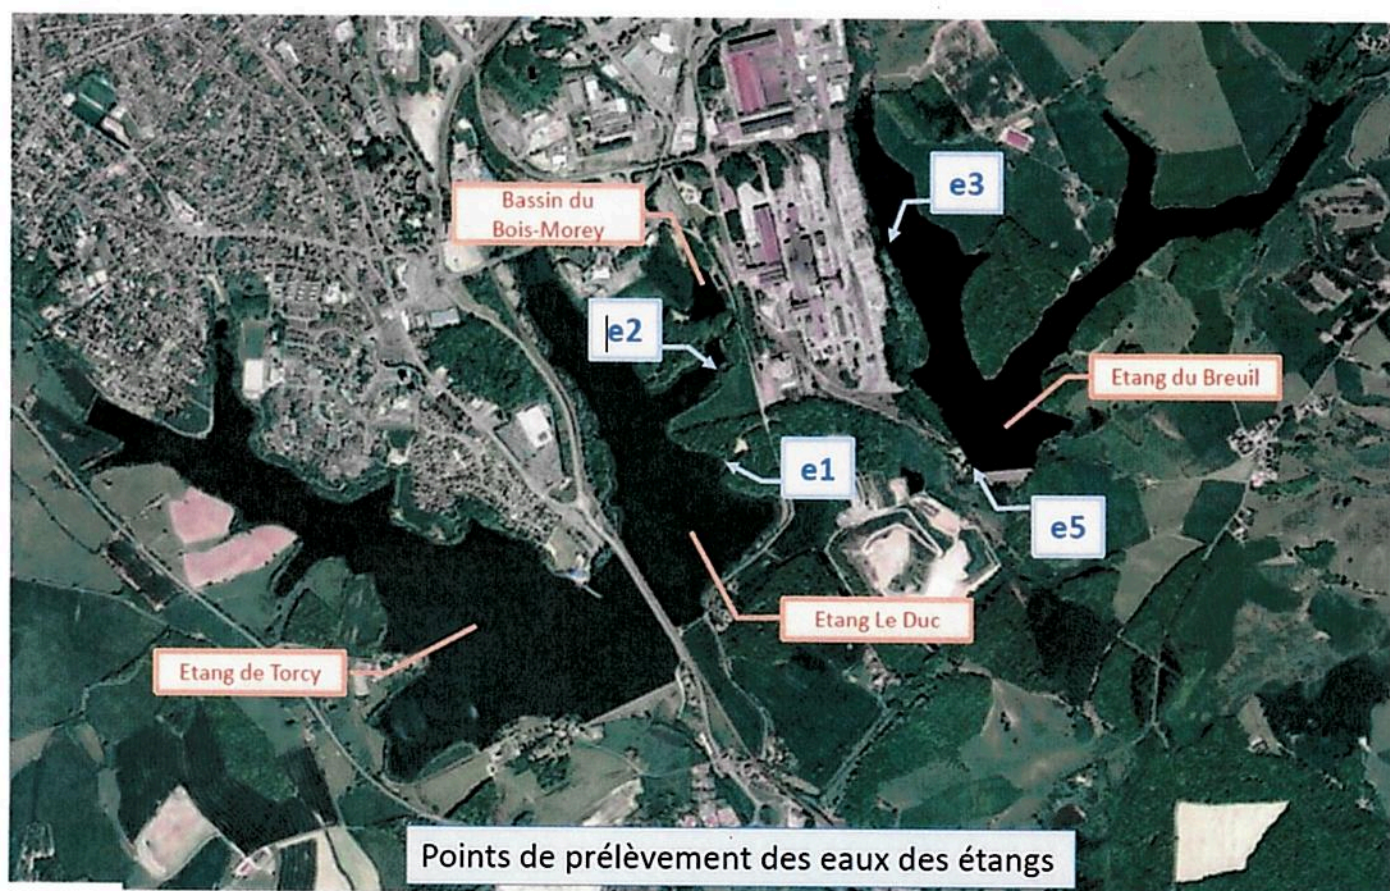 e3
Bassin du
Bois-Morey
e2
Etang du Breuil
e1
e5
Etang Le Duc
Etang de Torcy
Points de prélèvement des eaux des étangs